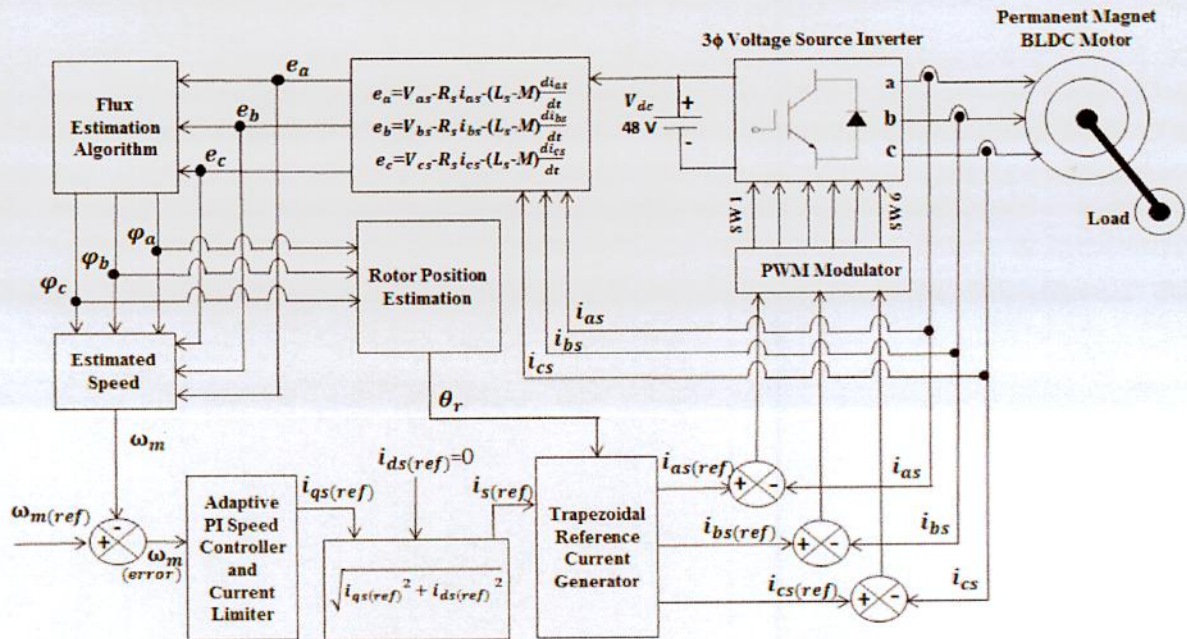 Permanent Magnet
BLDC Motor
3ϕ Voltage Source Inverter
Flux
Estimation
Algorithm
e_a
e_b
e_c
e_a=V_as-R_s i_as-(L_s-M) di_as/dt
e_b=V_bs-R_s i_bs-(L_s-M) di_bs/dt
e_c=V_cs-R_s i_cs-(L_s-M) di_cs/dt
V_dc
+
48 V
-
a
b
c
Load
SW1
SW6
PWM Modulator
φ_a
φ_b
φ_c
Rotor Position
Estimation
i_as
i_bs
i_cs
Estimated
Speed
θ_r
ω_m
i_ds(ref)=0
ω_m(ref)
-
+
ω_m
(error)
Adaptive
PI Speed
Controller
and
Current
Limiter
i_qs(ref)
√i_qs(ref)² + i_ds(ref)²
i_s(ref)
Trapezoidal
Reference
Current
Generator
i_as(ref)
+
-
i_as
i_bs(ref)
+
-
i_bs
i_cs(ref)
+
-
i_cs